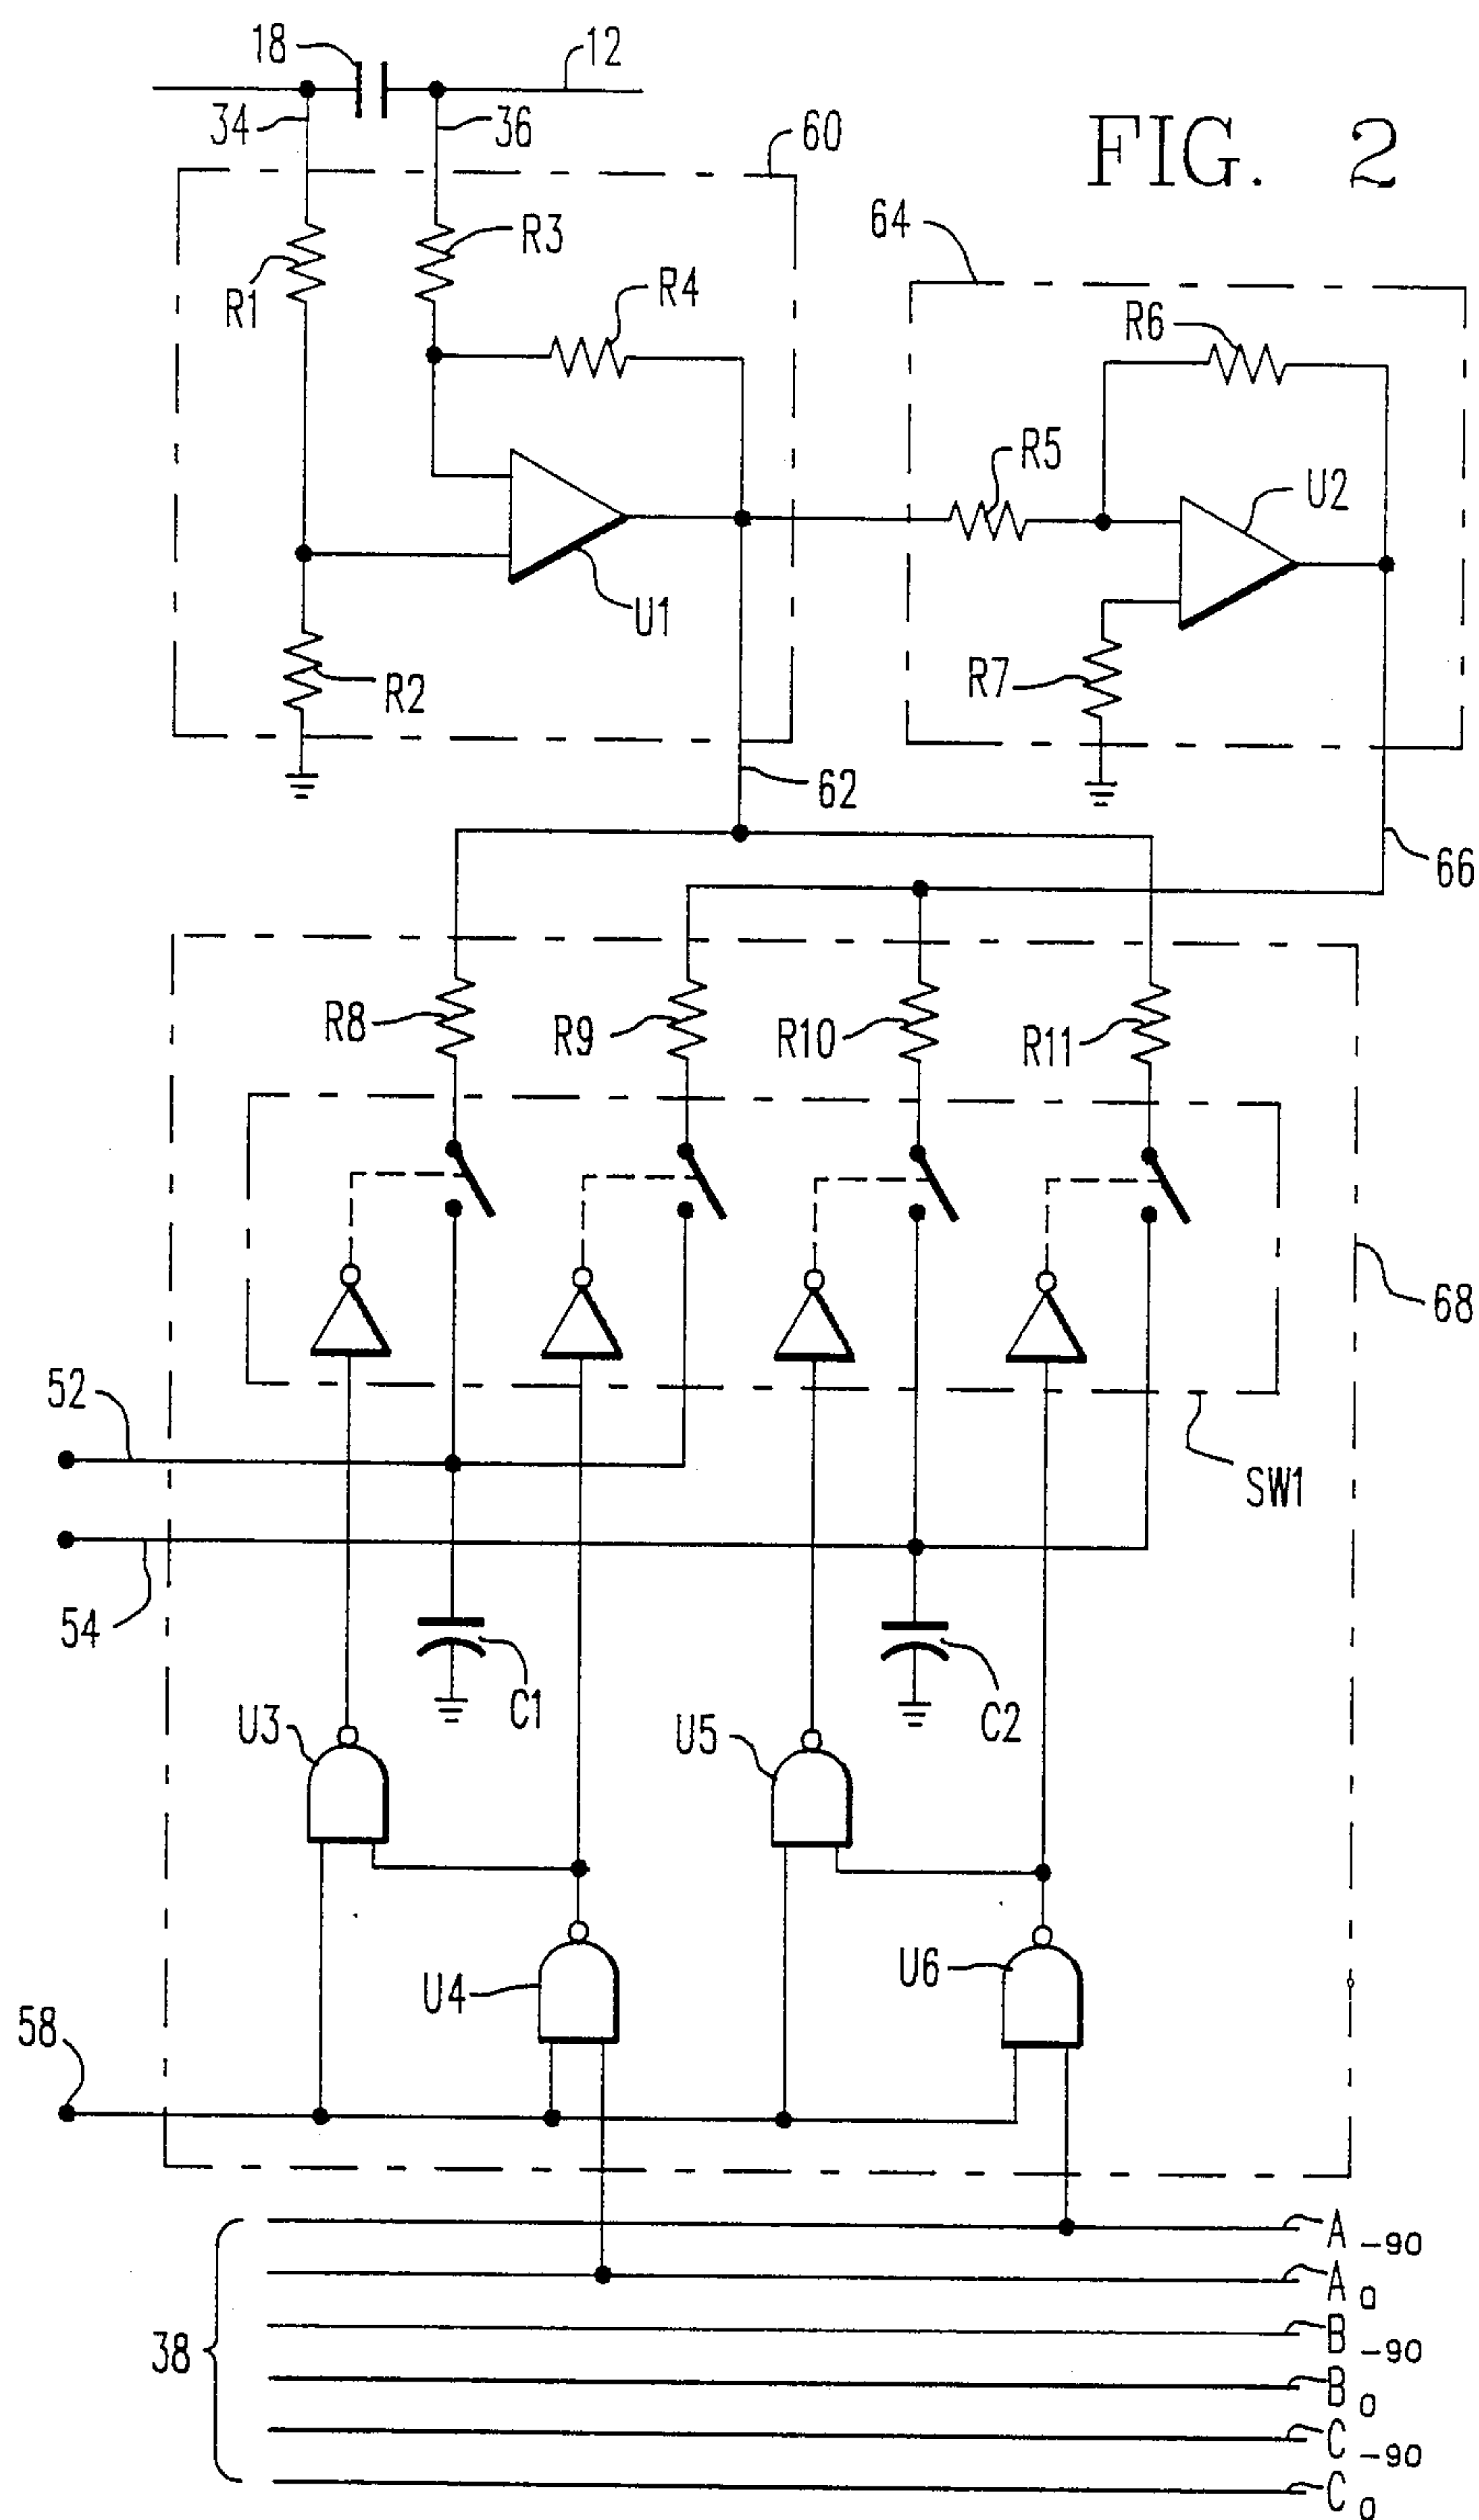 18
12
34
36
60
FIG. 2
64
R3
R1
R4
R6
R5
U2
U1
R2
R7
62
66
R8
R9
R10
R11
68
52
SW1
54
C1
C2
U3
U5
U4
U6
58
A -90
A 0
B -90
38
B 0
C -90
C 0